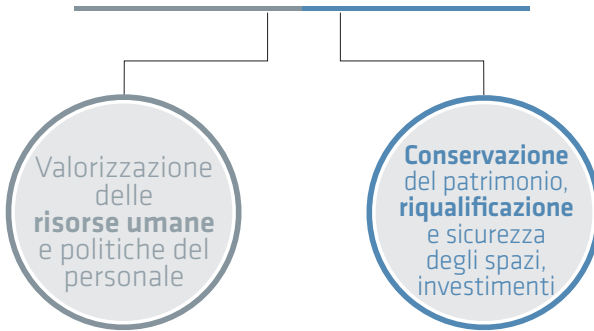 Valorizzazione
delle
risorse umane
e politiche del
personale
Conservazione
del patrimonio,
riqualificazione
e sicurezza
degli spazi,
investimenti